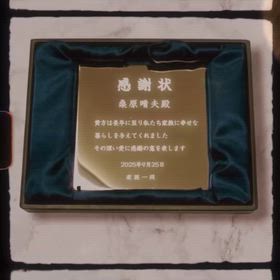 感謝状
桑原晴夫殿
貴方は長年に亘り私たち家族に幸せな
暮らしを与えてくれました
その深い愛に感謝の意を表します
2025年9月25日
家族一同